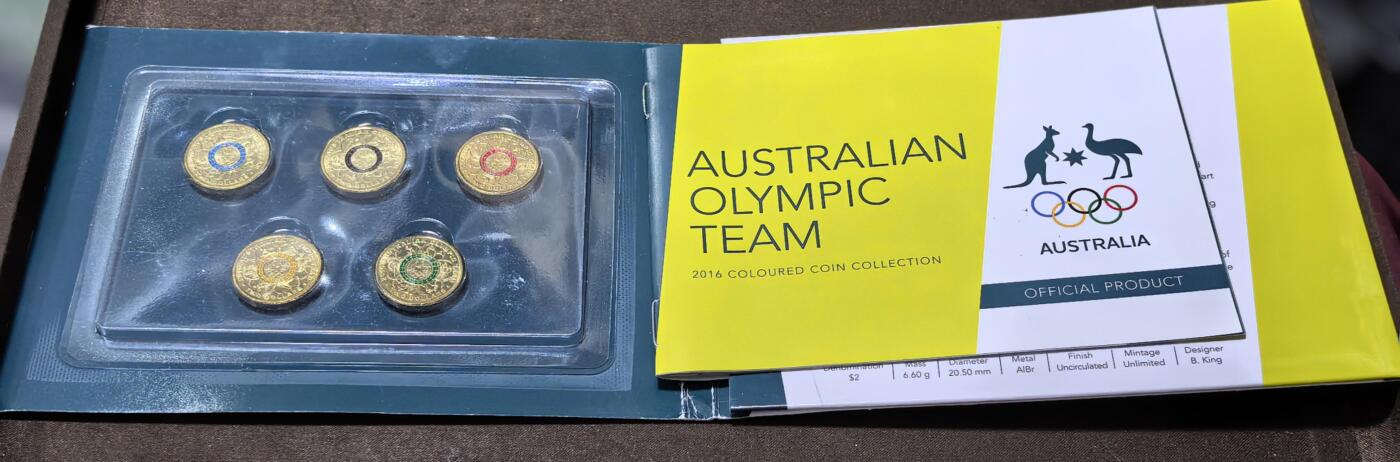 AUSTRALIAN
OLYMPIC
TEAM
2016 COLOURED COIN COLLECTION
AUSTRALIA
OFFICIAL PRODUCT
art
Denomination
$2
Mass
6.60 g
Diameter
20.50 mm
Metal
AlBr
Finish
Uncirculated
Mintage
Unlimited
Designer
B. King